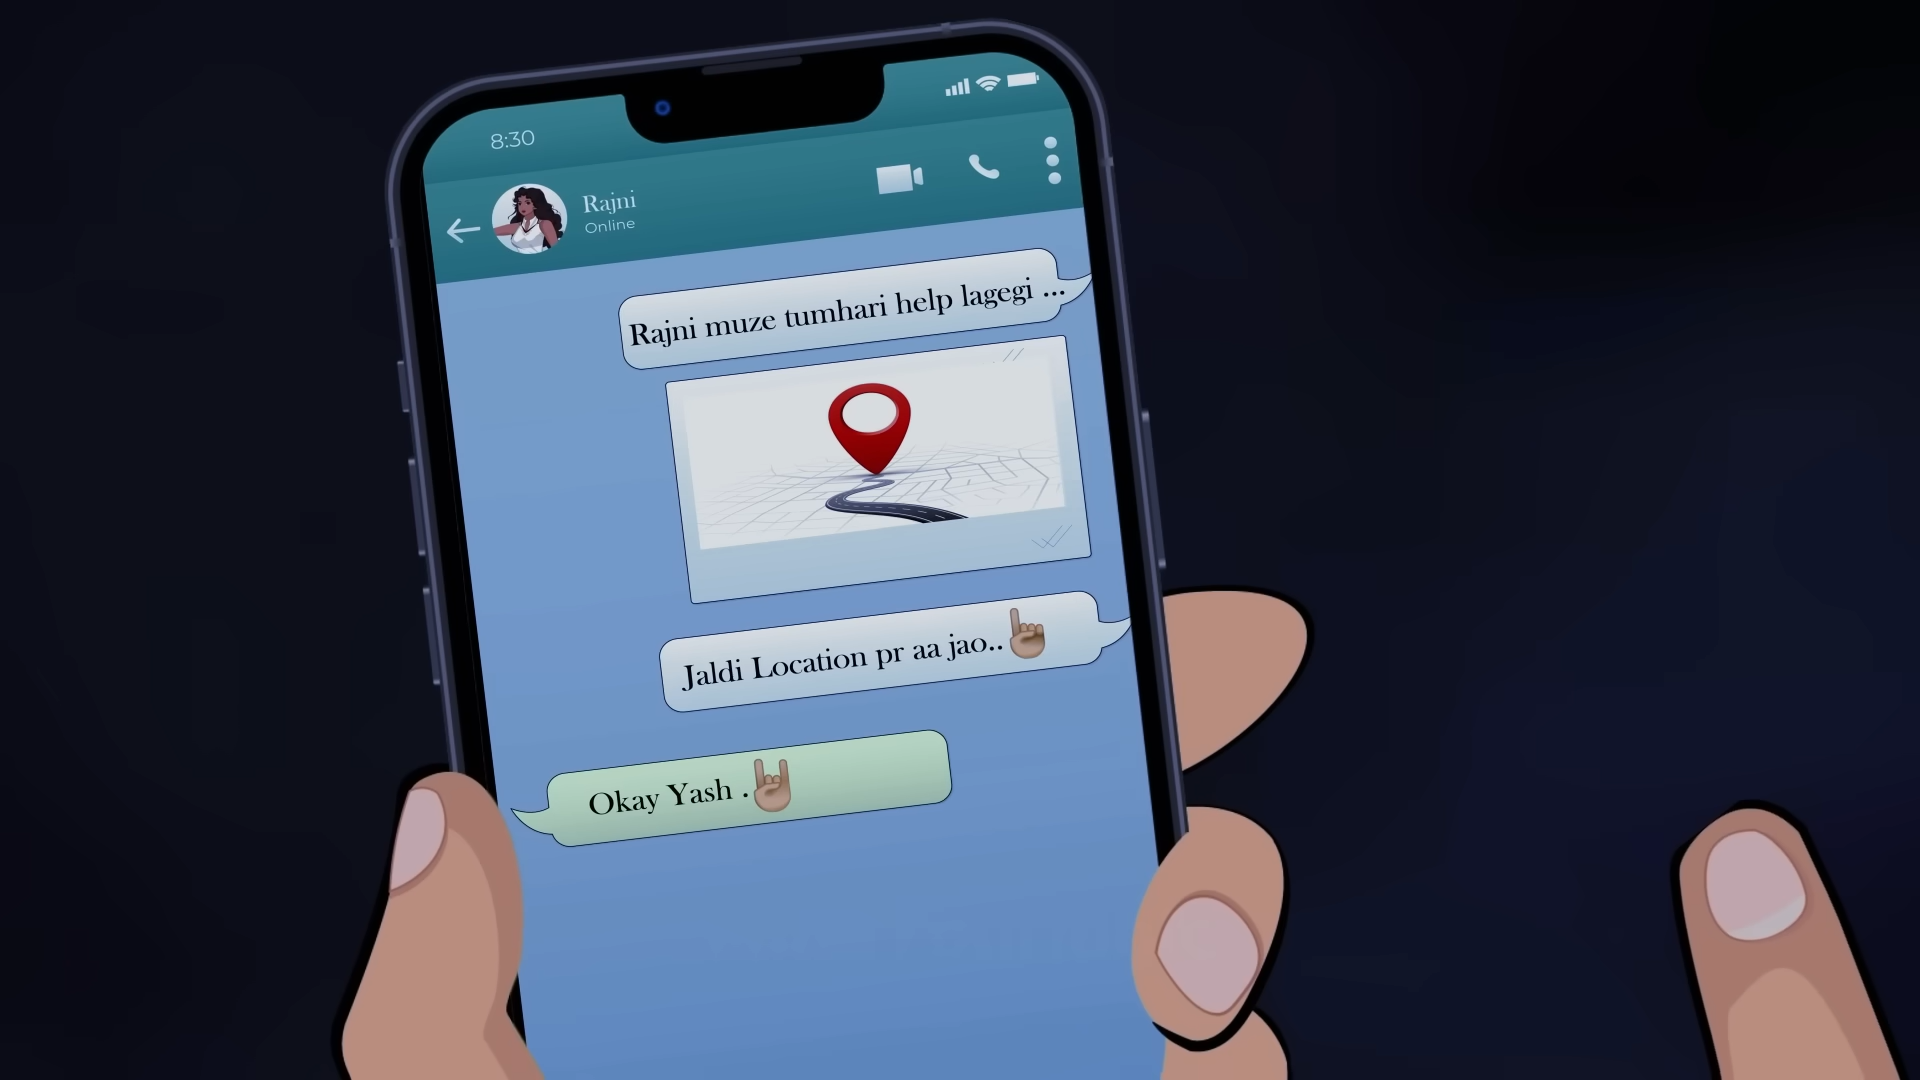 8:30
Rajni
Online
Rajni muze tumhari help lagegi ...
Jaldi Location pr aa jao..
Okay Yash .